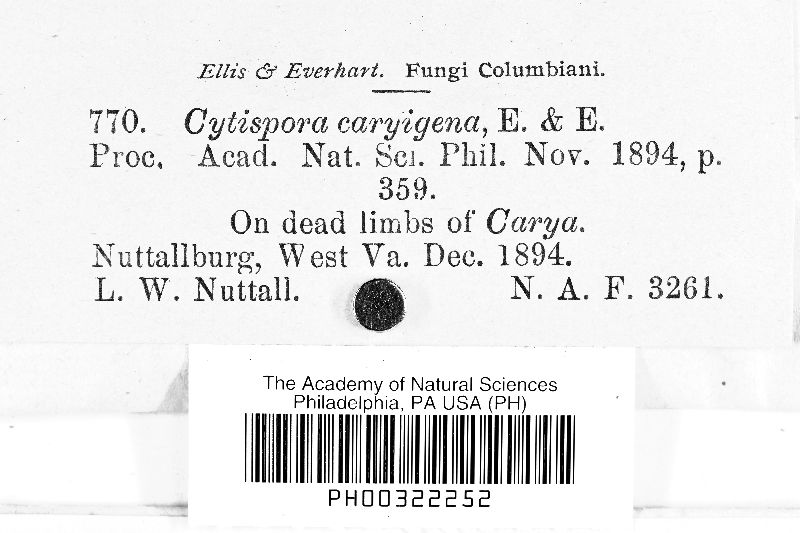 Ellis & Everhart. Fungi Columbiani.
770. Cytispora caryigena, E. & E.
Proc. Acad. Nat. Sci. Phil. Nov. 1894, p.
359.
On dead limbs of Carya.
Nuttallburg, West Va. Dec. 1894.
L. W. Nuttall. N. A. F. 3261.
The Academy of Natural Sciences
Philadelphia, PA USA (PH)
PH00322252